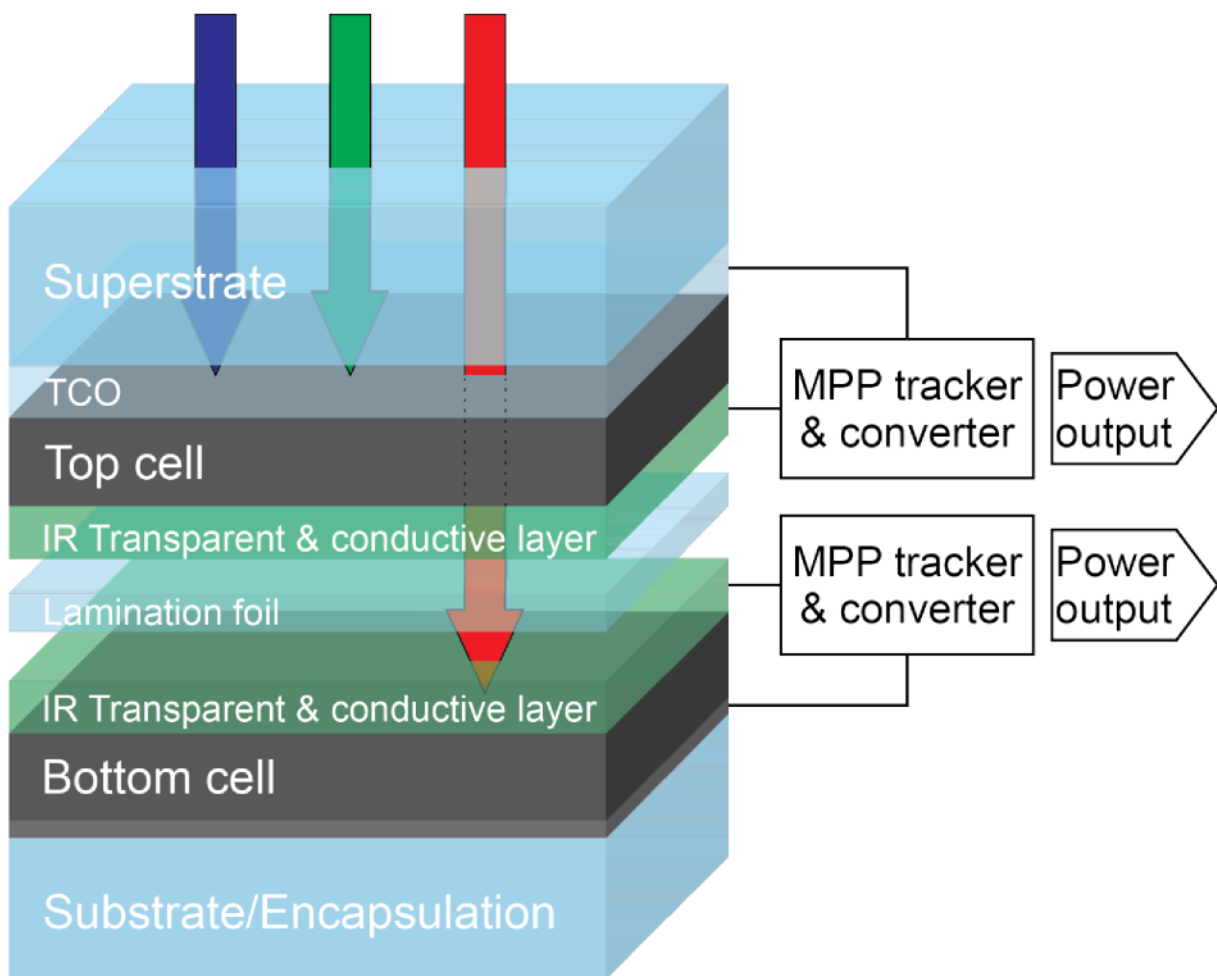 Superstrate
TCO
Top cell
IR Transparent & conductive layer
Lamination foil
IR Transparent & conductive layer
Bottom cell
Substrate/Encapsulation
MPP tracker
& converter
Power
output
MPP tracker
& converter
Power
output